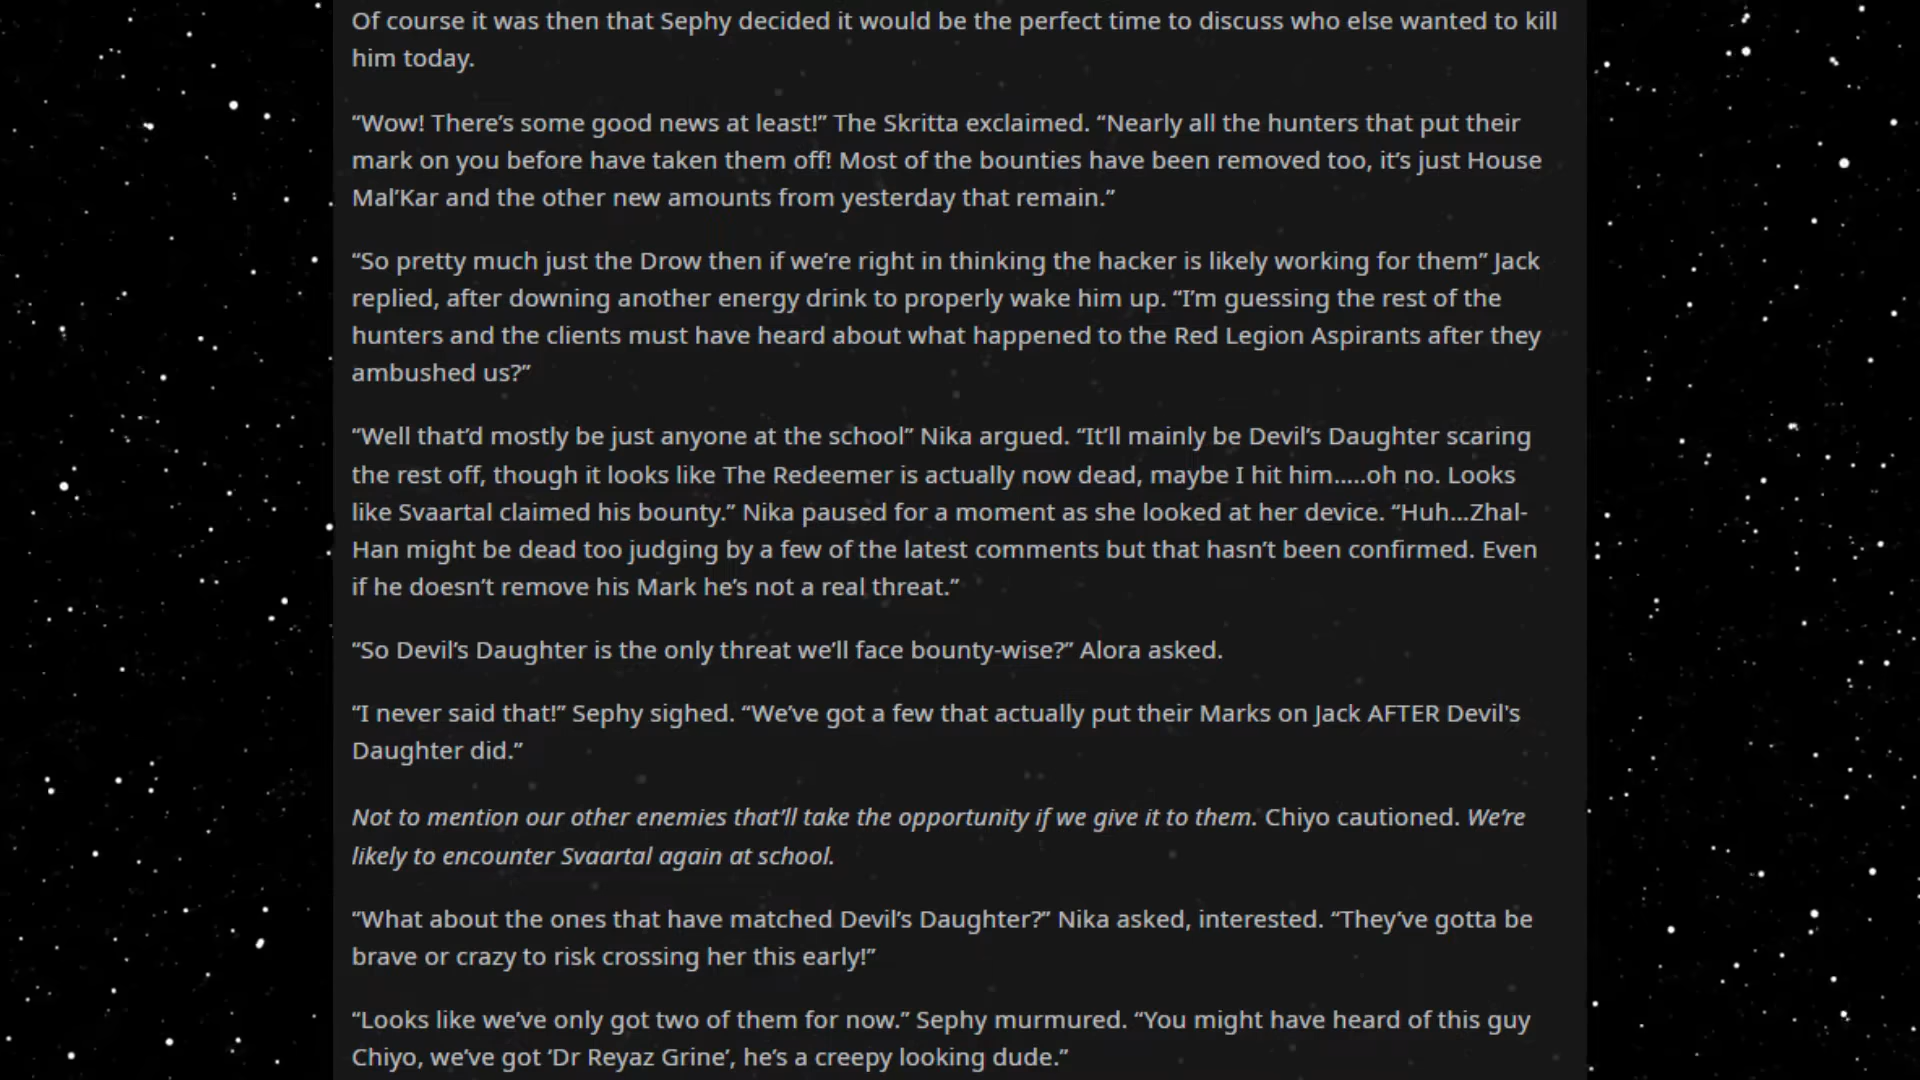 Of course it was then that Sephy decided it would be the perfect time to discuss who else wanted to kill
him today.
“Wow! There’s some good news at least!” The Skritta exclaimed. “Nearly all the hunters that put their
mark on you before have taken them off! Most of the bounties have been removed too, it’s just House
Mal’Kar and the other new amounts from yesterday that remain.”
“So pretty much just the Drow then if we’re right in thinking the hacker is likely working for them” Jack
replied, after downing another energy drink to properly wake him up. “I’m guessing the rest of the
hunters and the clients must have heard about what happened to the Red Legion Aspirants after they
ambushed us?”
“Well that’d mostly be just anyone at the school” Nika argued. “It’ll mainly be Devil’s Daughter scaring
the rest off, though it looks like The Redeemer is actually now dead, maybe I hit him.....oh no. Looks
like Svaartal claimed his bounty.” Nika paused for a moment as she looked at her device. “Huh...Zhal-
Han might be dead too judging by a few of the latest comments but that hasn’t been confirmed. Even
if he doesn’t remove his Mark he’s not a real threat.”
“So Devil’s Daughter is the only threat we’ll face bounty-wise?” Alora asked.
“I never said that!” Sephy sighed. “We’ve got a few that actually put their Marks on Jack AFTER Devil's
Daughter did.”
Not to mention our other enemies that’ll take the opportunity if we give it to them. Chiyo cautioned. We’re
likely to encounter Svaartal again at school.
“What about the ones that have matched Devil’s Daughter?” Nika asked, interested. “They’ve gotta be
brave or crazy to risk crossing her this early!”
“Looks like we’ve only got two of them for now.” Sephy murmured. “You might have heard of this guy
Chiyo, we’ve got ‘Dr Reyaz Grine’, he’s a creepy looking dude.”